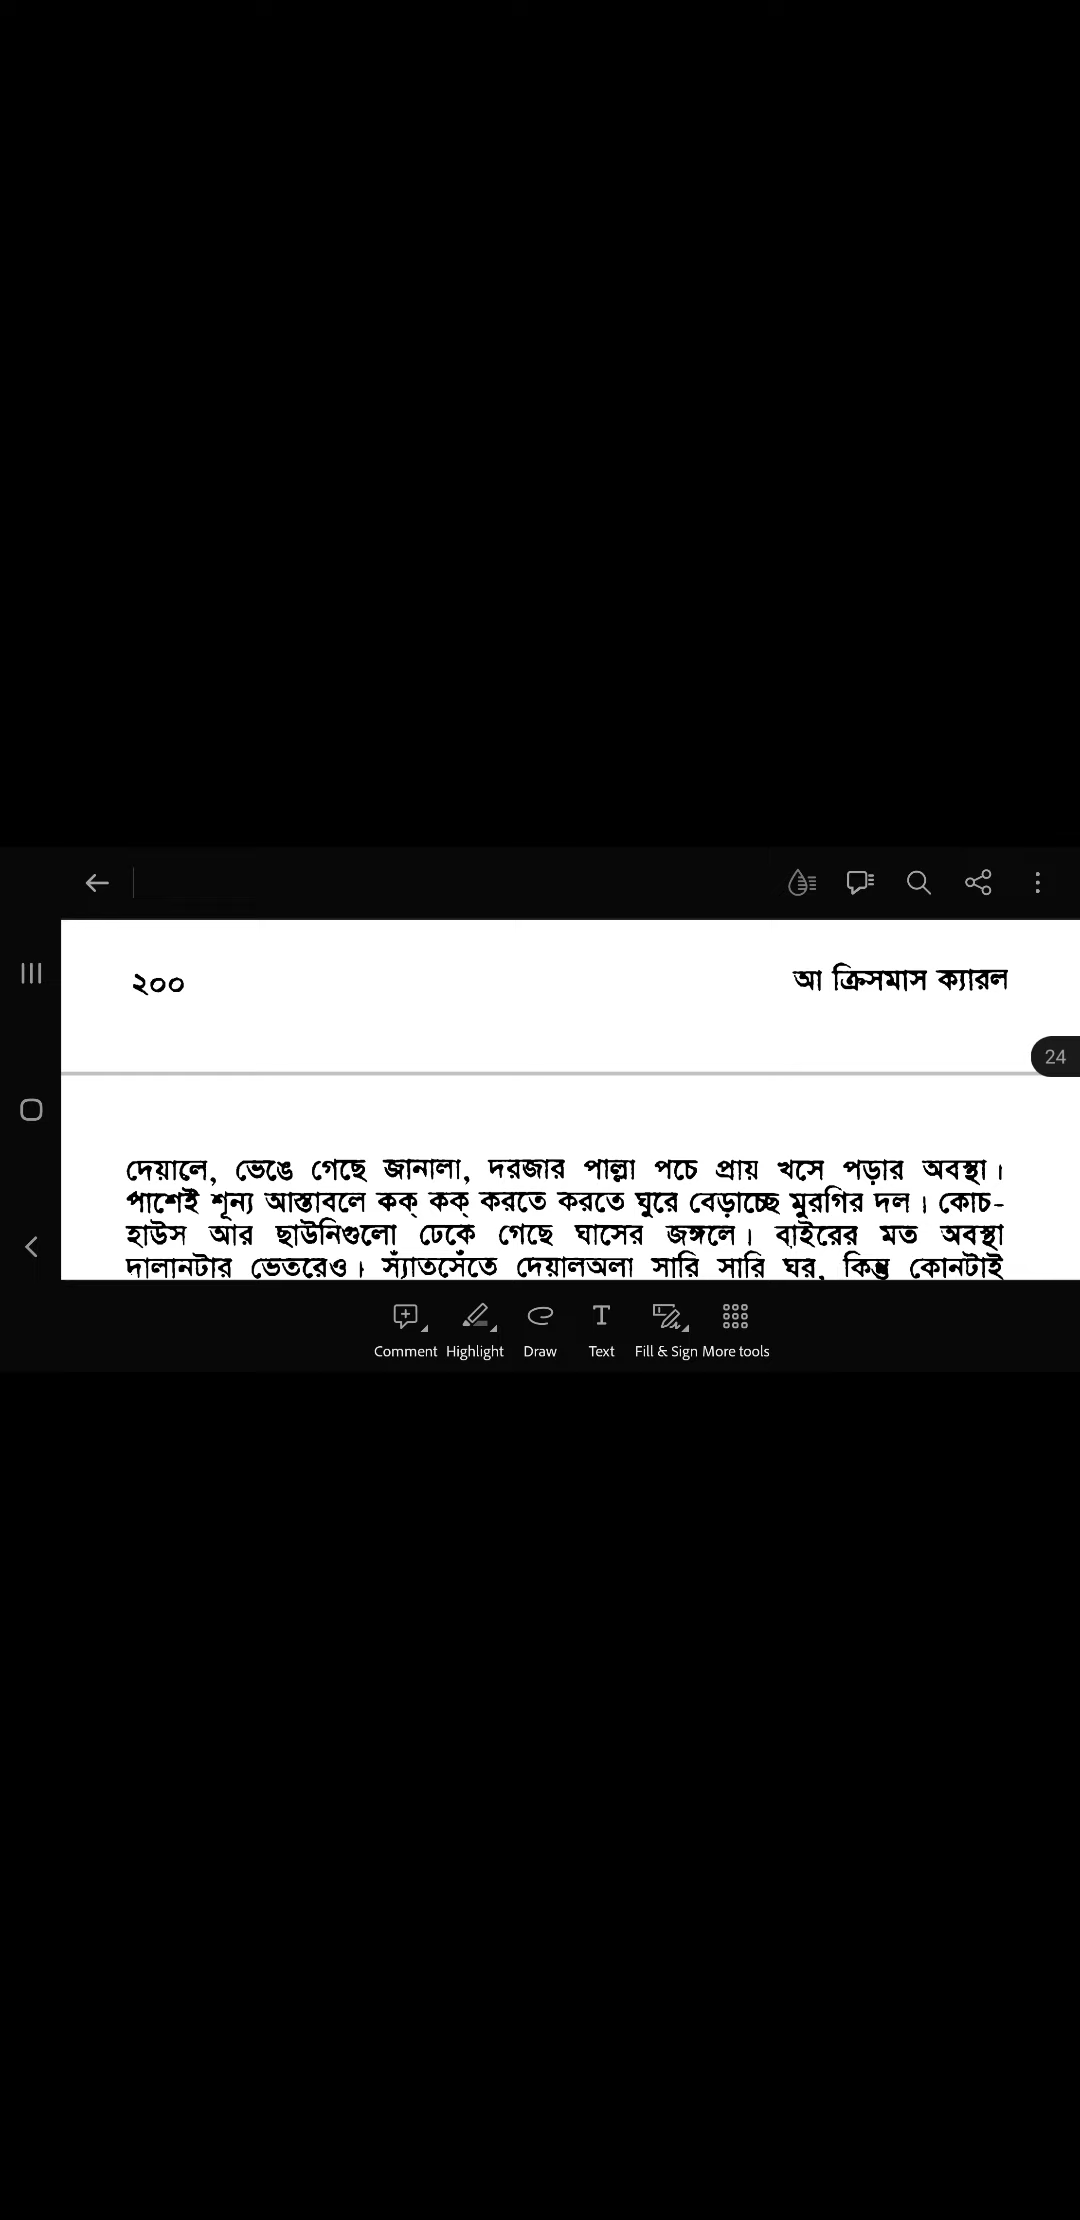 ২০০ আ ক্রিসমাস ক্যারল
24
দেয়ালে, ভেঙে গেছে জানালা, দরজার পাল্লা পচে প্রায় খসে পড়ার অবস্থা।
পাশেই শূন্য আস্তাবলে কক্ কক্ করতে করতে ঘুরে বেড়াচ্ছে মুরগির দল। কোচ-
হাউস আর ছাউনিগুলো ঢেকে গেছে ঘাসের জঙ্গলে। বাইরের মত অবস্থা
দালানটার ভেতরেও। স্যাঁতসেঁতে দেয়ালঅলা সারি সারি ঘর, কিন্তু কোনটাই
Comment Highlight Draw Text Fill & Sign More tools